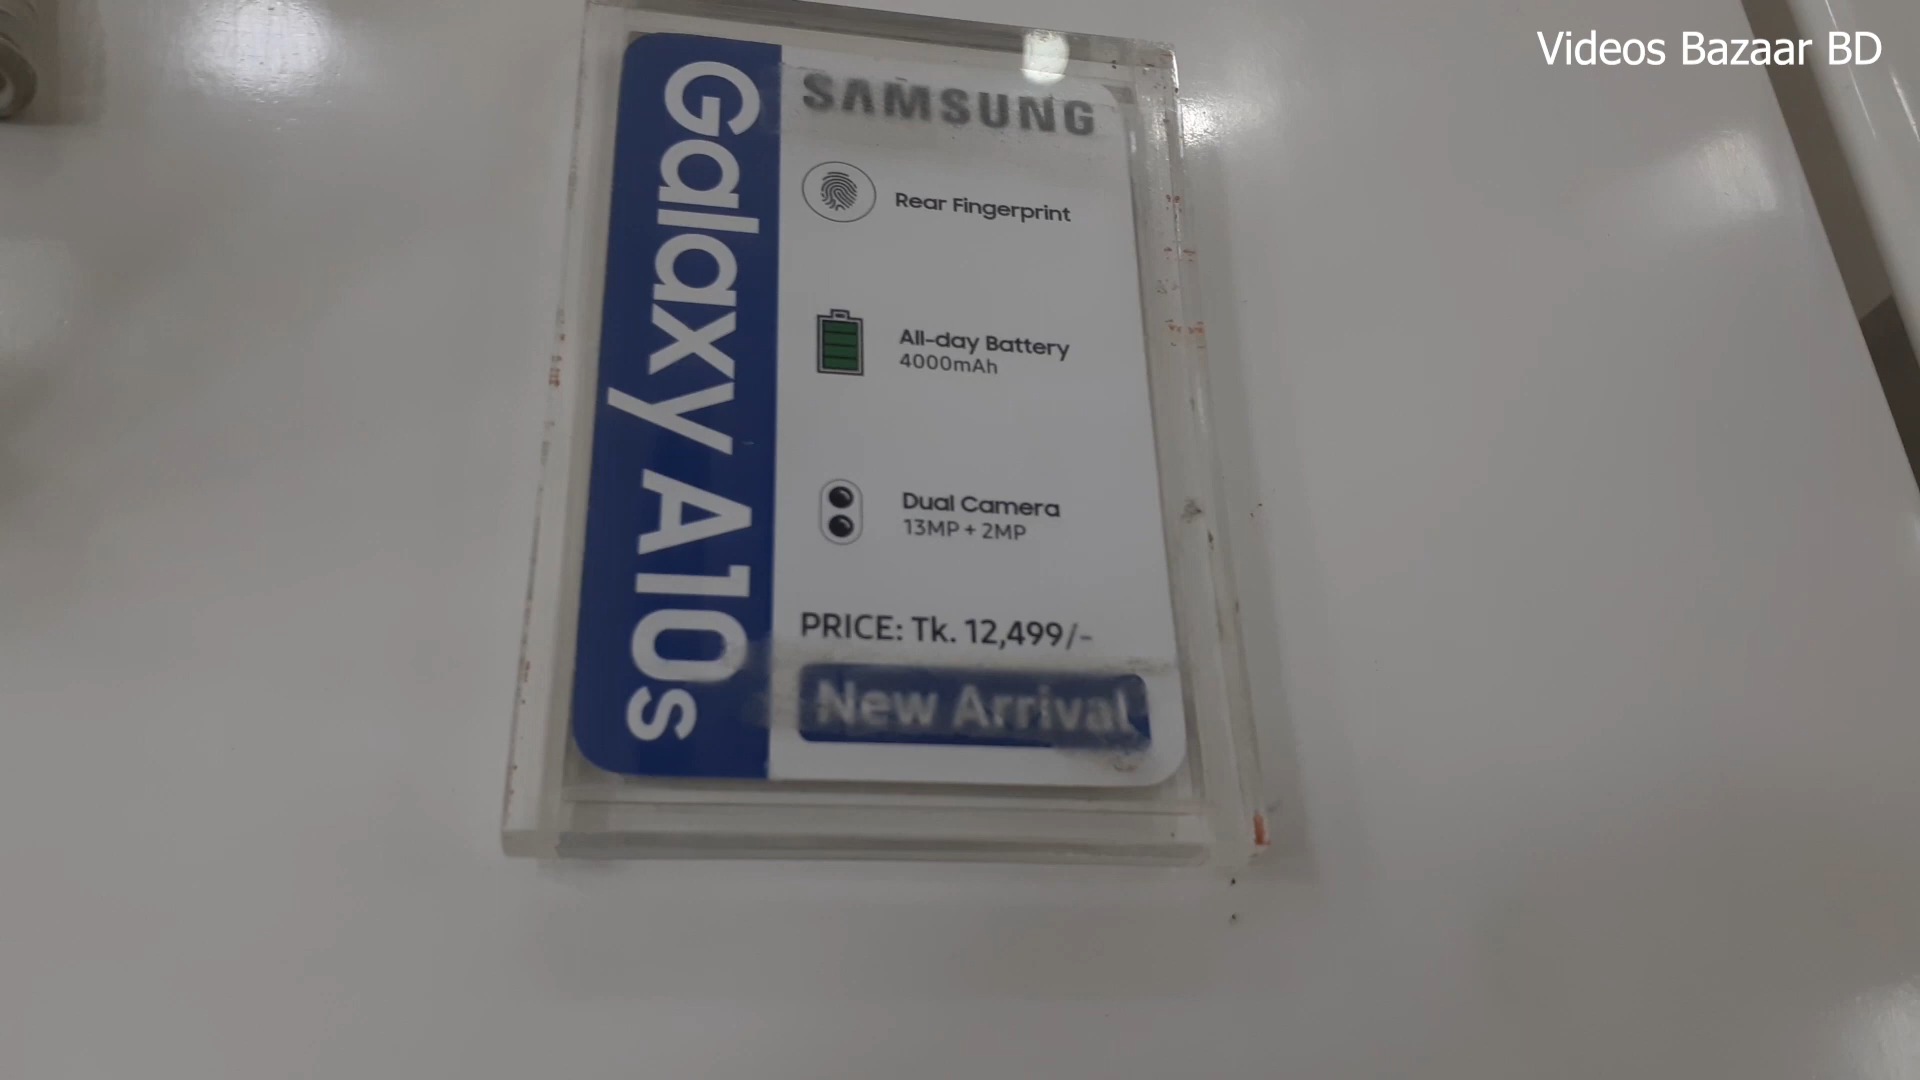 Videos Bazaar BD
Galaxy A10s
SAMSUNG
Rear Fingerprint
All-day Battery
4000mAh
Dual Camera
13MP + 2MP
PRICE: Tk. 12,499/-
New Arrival